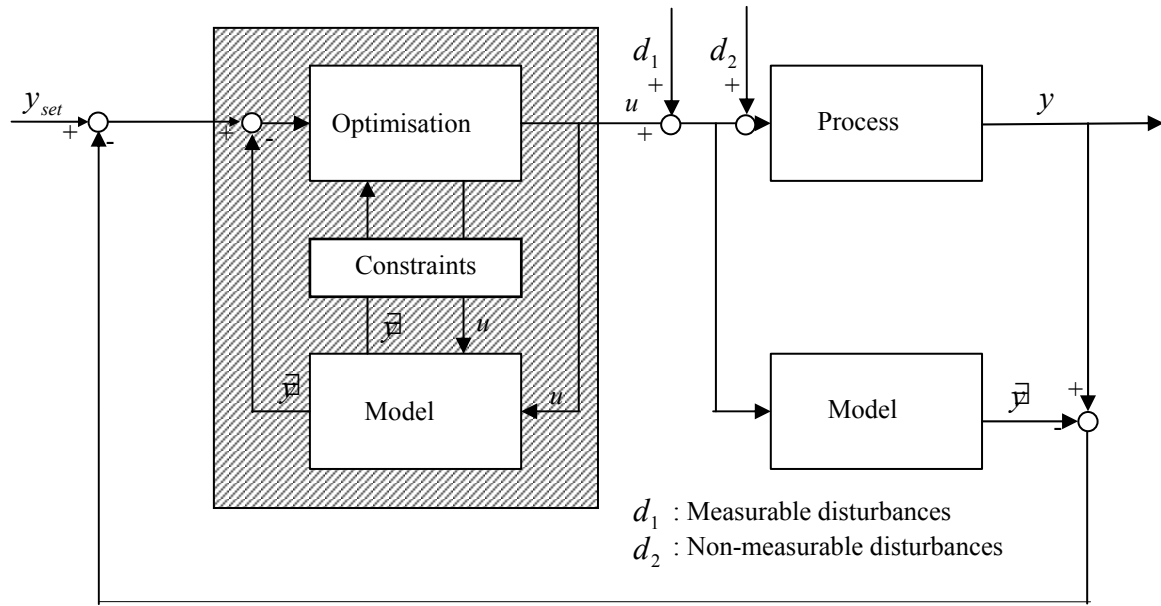 d₁
d₂
y_set
+
-
+
-
Optimisation
u
+
+
+
Process
y
Constraints
u
Model
u
Model
+
-
d₁ : Measurable disturbances
d₂ : Non-measurable disturbances